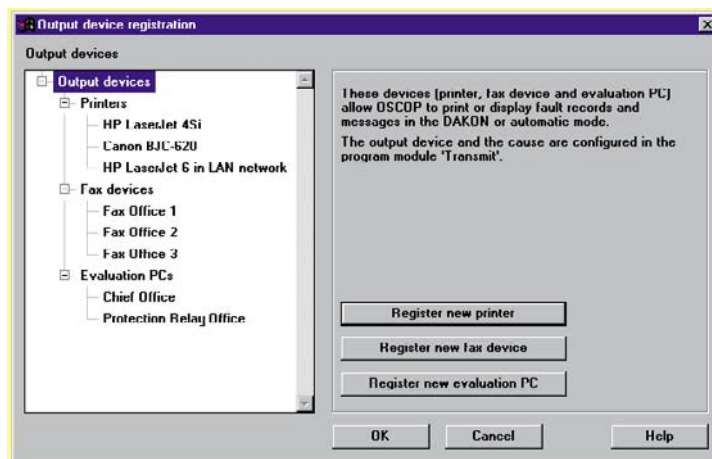 Output device registration
Output devices
Output devices
Printers
HP LaserJet 4Si
Canon BJC-620
HP LaserJet 6 in LAN network
Fax devices
Fax Office 1
Fax Office 2
Fax Office 3
Evaluation PCs
Chief Office
Protection Relay Office
These devices (printer, fax device and evaluation PC)
allow OSCOP to print or display fault records and
messages in the DAKON or automatic mode.
The output device and the cause are configured in the
program module 'Transmit'.
Register new printer
Register new fax device
Register new evaluation PC
OK
Cancel
Help